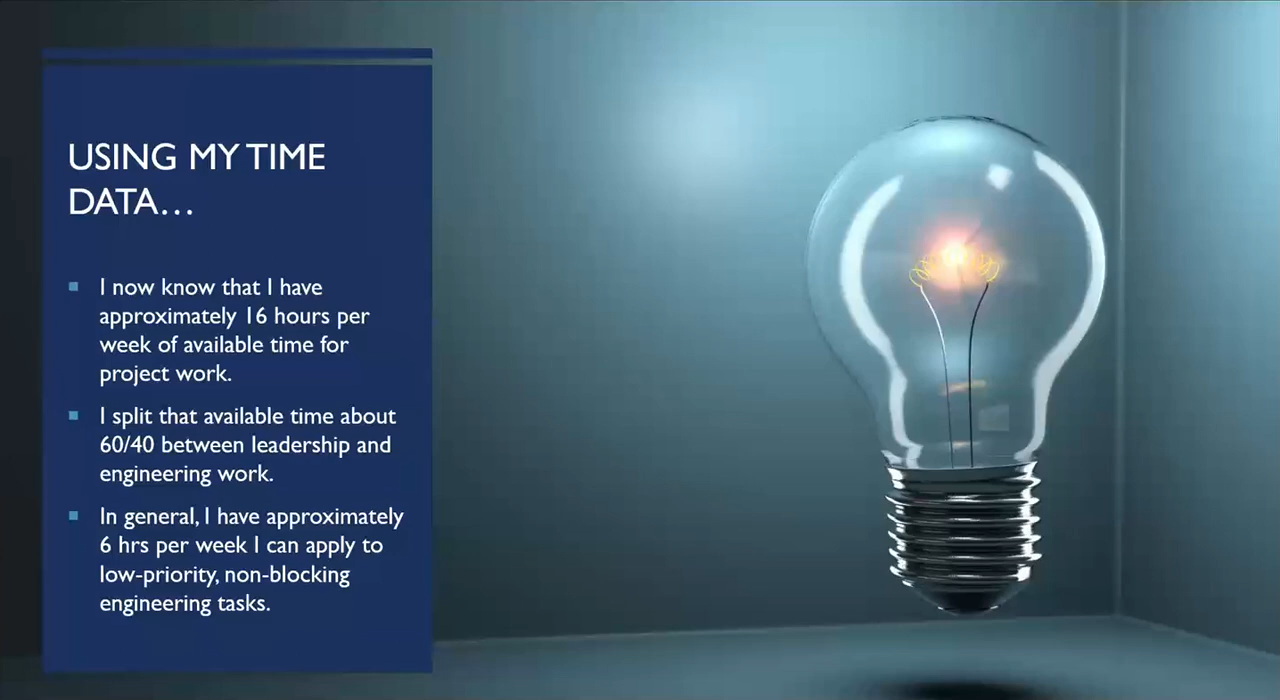 USING MY TIME
DATA...
I now know that I have
approximately 16 hours per
week of available time for
project work.
I split that available time about
60/40 between leadership and
engineering work.
In general, I have approximately
6 hrs per week I can apply to
low-priority, non-blocking
engineering tasks.